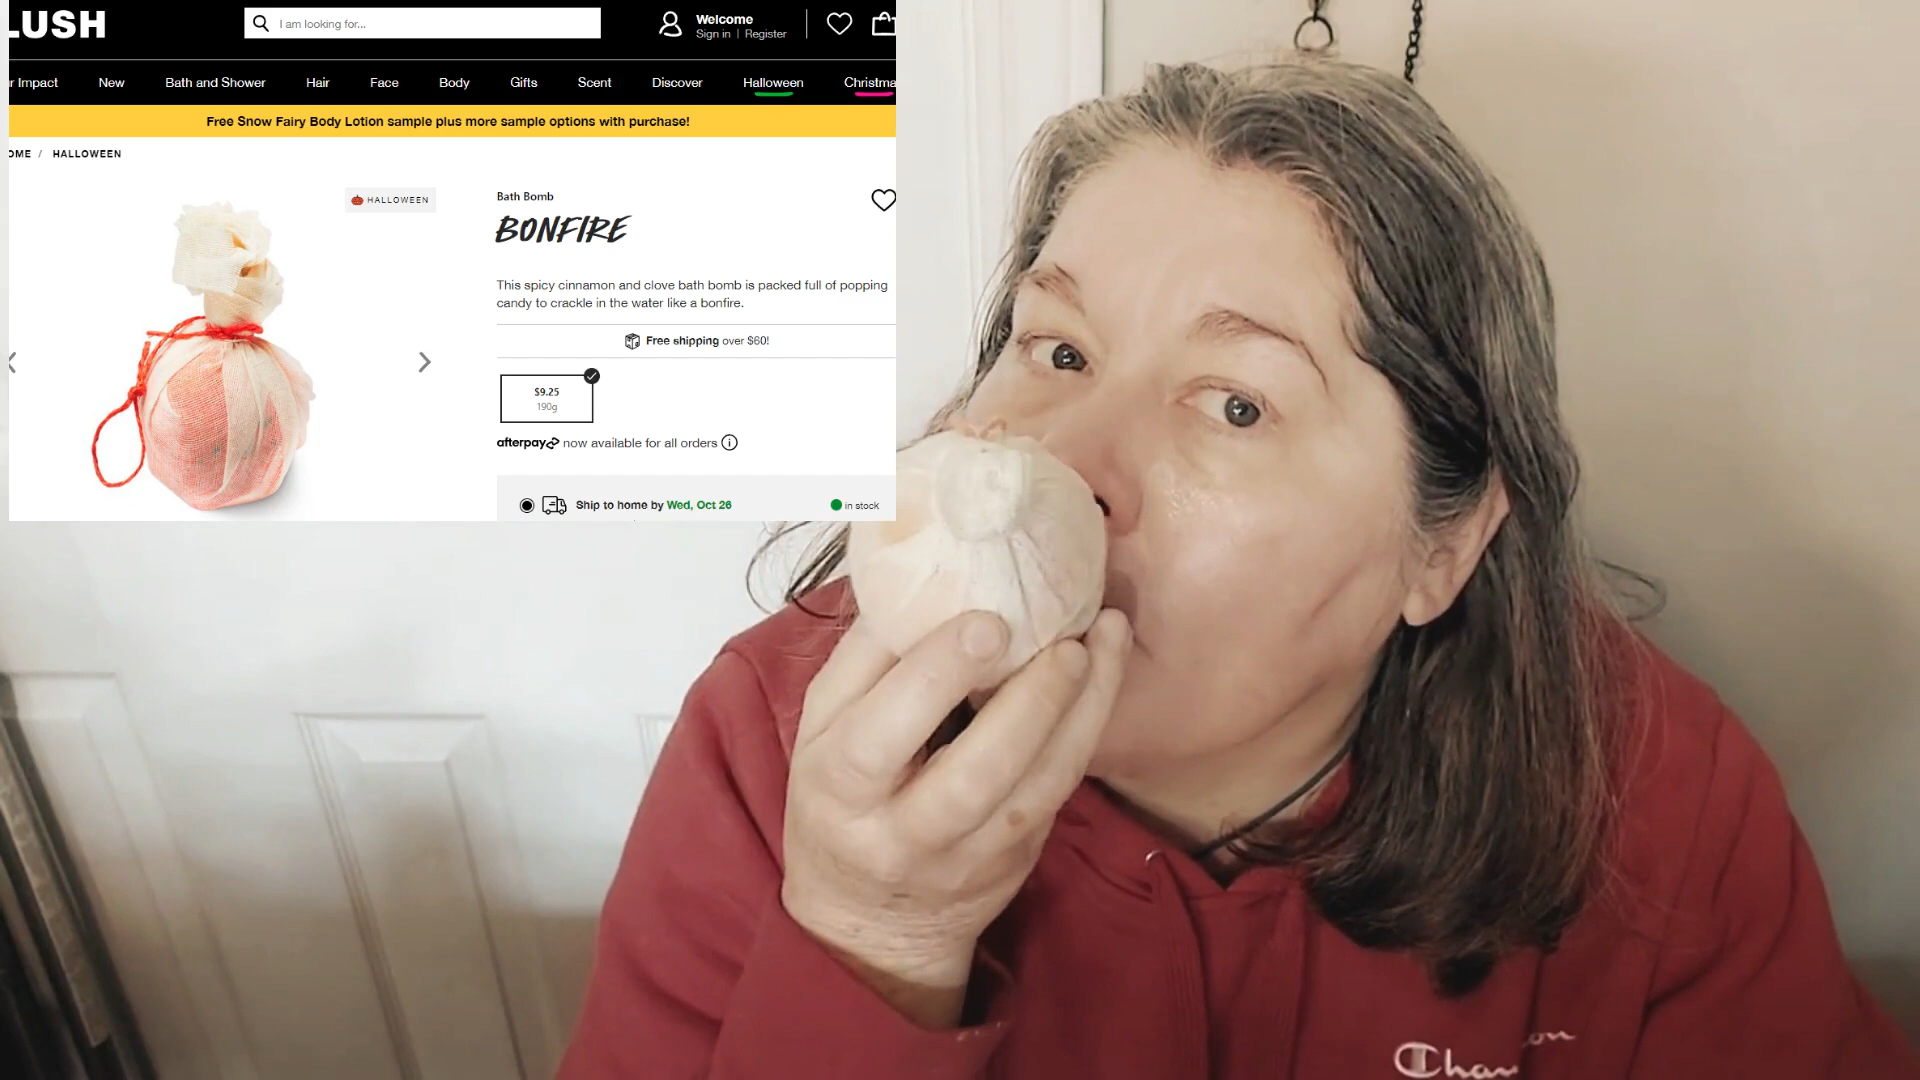 LUSH
I am looking for...
Welcome
Sign in | Register
r Impact New Bath and Shower Hair Face Body Gifts Scent Discover Halloween Christma
Free Snow Fairy Body Lotion sample plus more sample options with purchase!
OME / HALLOWEEN
HALLOWEEN
Bath Bomb
BONFIRE
This spicy cinnamon and clove bath bomb is packed full of popping
candy to crackle in the water like a bonfire.
Free shipping over $60!
$9.25
190g
afterpay now available for all orders
Ship to home by Wed, Oct 26
in stock
Cham on